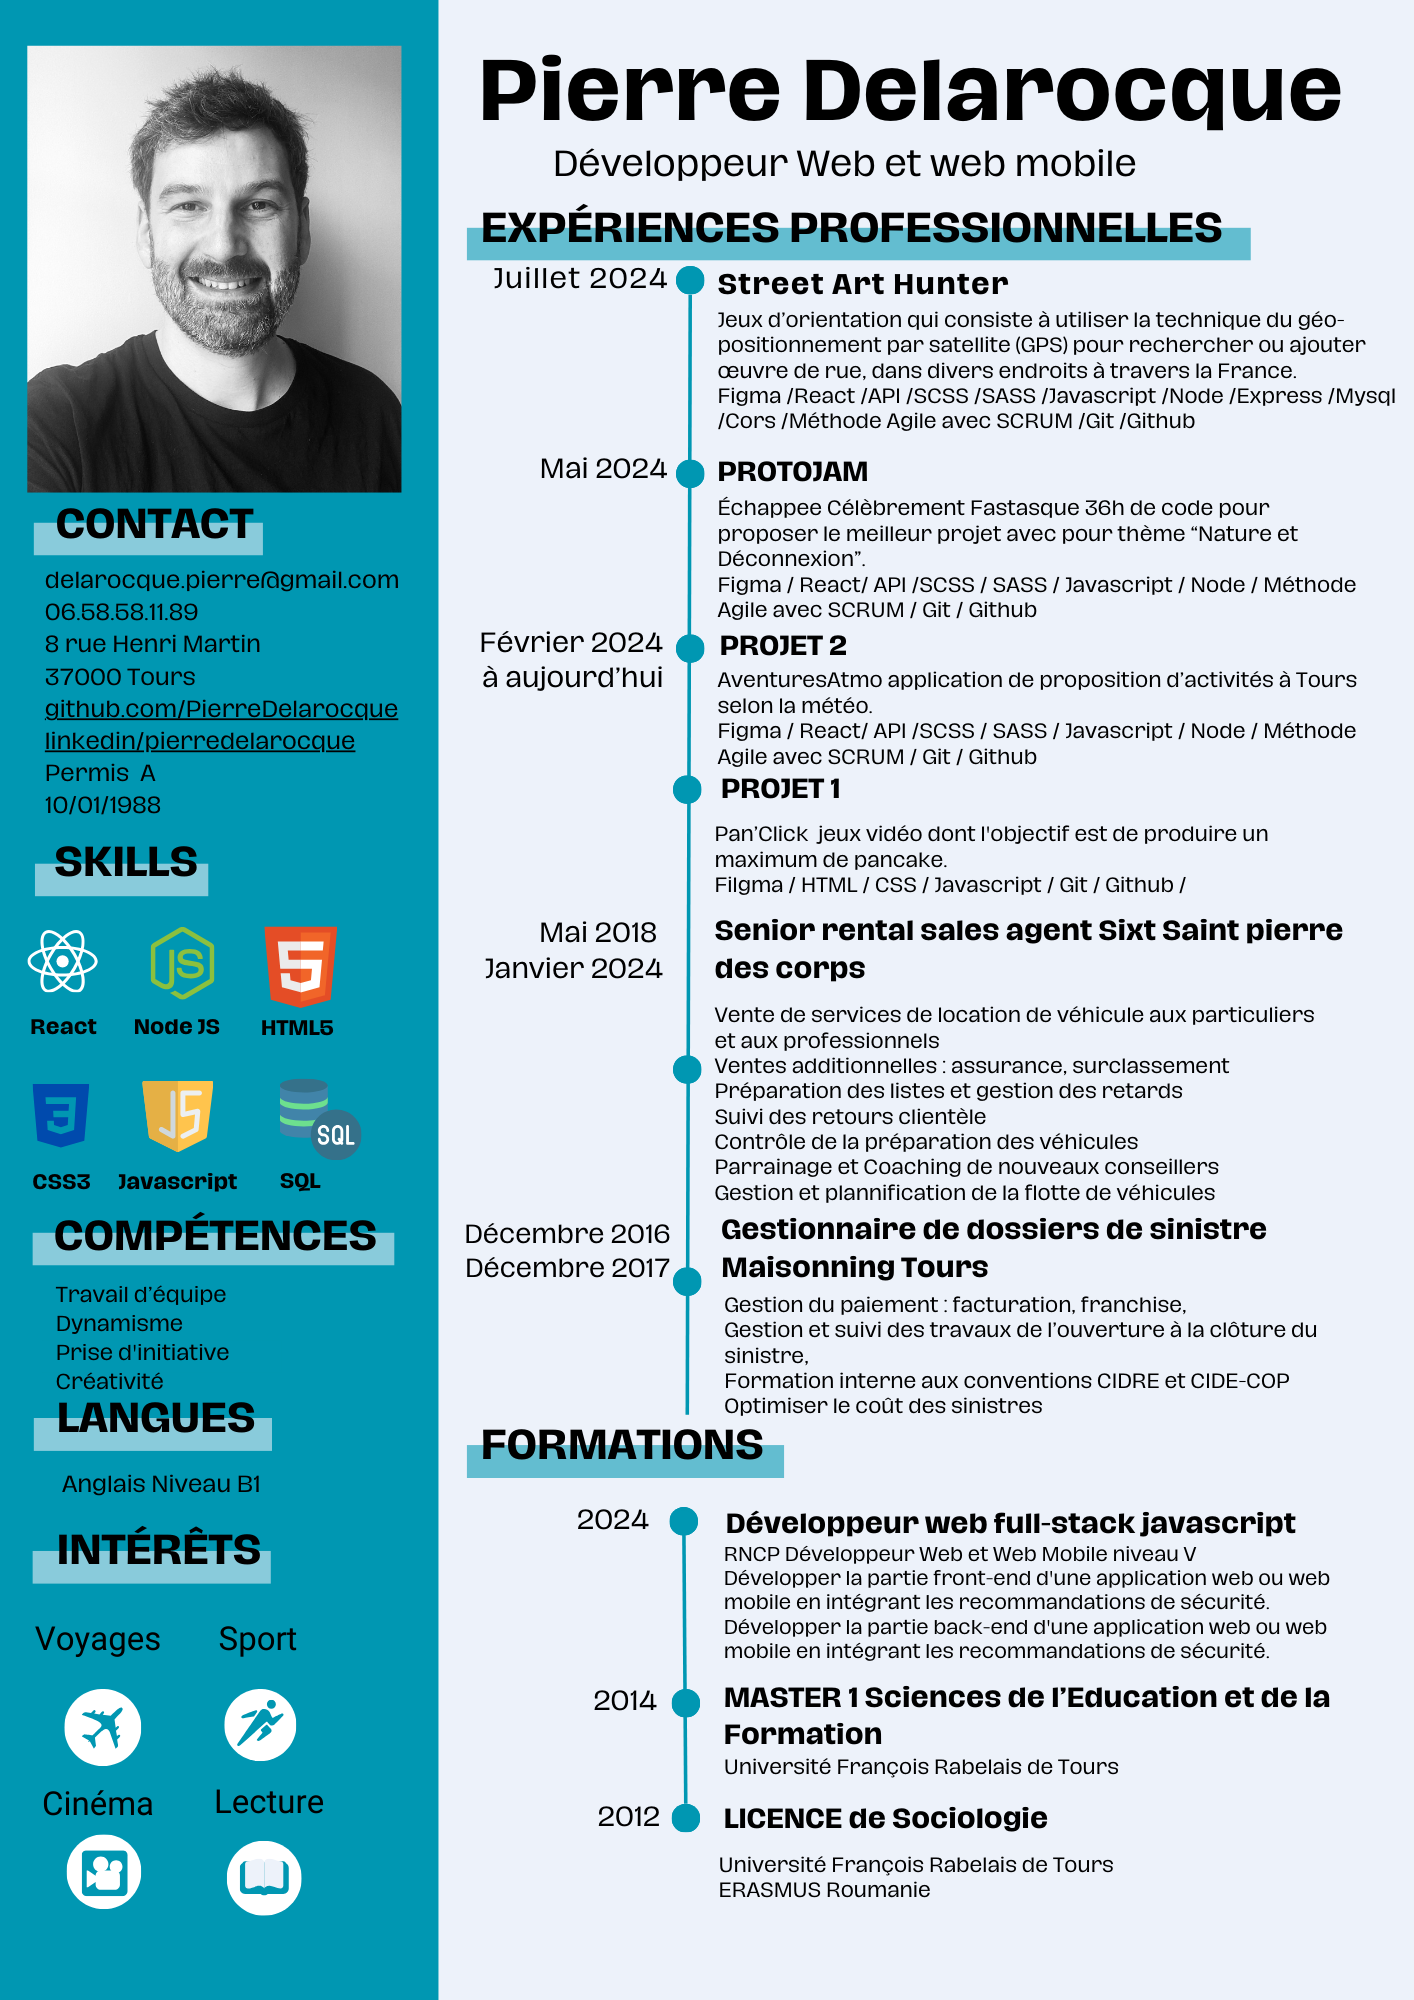 Pierre Delarocque
Développeur Web et web mobile
CONTACT
delarocque.pierre@gmail.com
06.58.58.11.89
8 rue Henri Martin
37000 Tours
github.com/PierreDelarocque
linkedin/pierredelarocque
Permis  A
10/01/1988
SKILLS
JS
5
React
Node JS
HTML5
3
JS
SQL
CSS3
Javascript
SQL
COMPÉTENCES
Travail d'équipe
Dynamisme
Prise d'initiative
Créativité
LANGUES
Anglais Niveau B1
INTÉRÊTS
Voyages
Sport
Cinéma
Lecture
EXPÉRIENCES PROFESSIONNELLES
Juillet 2024
Street Art Hunter
Jeux d'orientation qui consiste à utiliser la technique du géo-
positionnement par satellite (GPS) pour rechercher ou ajouter
œuvre de rue, dans divers endroits à travers la France.
Figma /React /API /SCSS /SASS /Javascript /Node /Express /Mysql
/Cors /Méthode Agile avec SCRUM /Git /Github
Mai 2024
PROTOJAM
Échappee Célèbrement Fastasque 36h de code pour
proposer le meilleur projet avec pour thème “Nature et
Déconnexion”.
Figma / React/ API /SCSS / SASS / Javascript / Node / Méthode
Agile avec SCRUM / Git / Github
Février 2024
à aujourd'hui
PROJET 2
AventuresAtmo application de proposition d'activités à Tours
selon la météo.
Figma / React/ API /SCSS / SASS / Javascript / Node / Méthode
Agile avec SCRUM / Git / Github
PROJET 1
Pan'Click  jeux vidéo dont l'objectif est de produire un
maximum de pancake.
Filgma / HTML / CSS / Javascript / Git / Github /
Mai 2018
Janvier 2024
Senior rental sales agent Sixt Saint pierre
des corps
Vente de services de location de véhicule aux particuliers
et aux professionnels
Ventes additionnelles : assurance, surclassement
Préparation des listes et gestion des retards
Suivi des retours clientèle
Contrôle de la préparation des véhicules
Parrainage et Coaching de nouveaux conseillers
Gestion et plannification de la flotte de véhicules
Décembre 2016
Décembre 2017
Gestionnaire de dossiers de sinistre
Maisonning Tours
Gestion du paiement : facturation, franchise,
Gestion et suivi des travaux de l'ouverture à la clôture du
sinistre,
Formation interne aux conventions CIDRE et CIDE-COP
Optimiser le coût des sinistres
FORMATIONS
2024
Développeur web full-stack javascript
RNCP Développeur Web et Web Mobile niveau V
Développer la partie front-end d'une application web ou web
mobile en intégrant les recommandations de sécurité.
Développer la partie back-end d'une application web ou web
mobile en intégrant les recommandations de sécurité.
2014
MASTER 1 Sciences de l'Education et de la
Formation
Université François Rabelais de Tours
2012
LICENCE de Sociologie
Université François Rabelais de Tours
ERASMUS Roumanie